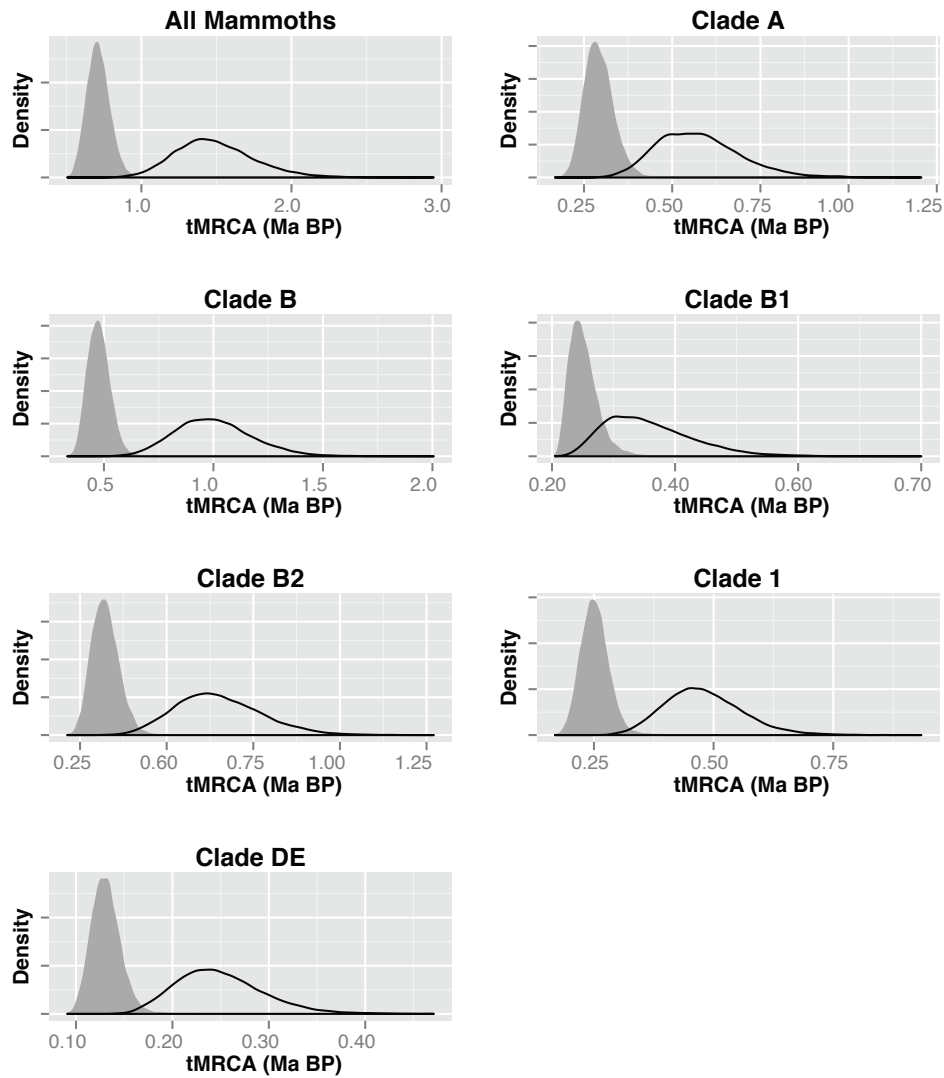 All Mammoths
Density
1.0 2.0 3.0
tMRCA (Ma BP)
Clade A
Density
0.25 0.50 0.75 1.00 1.25
tMRCA (Ma BP)
Clade B
Density
0.5 1.0 1.5 2.0
tMRCA (Ma BP)
Clade B1
Density
0.20 0.40 0.60 0.70
tMRCA (Ma BP)
Clade B2
Density
0.25 0.60 0.75 1.00 1.25
tMRCA (Ma BP)
Clade 1
Density
0.25 0.50 0.75
tMRCA (Ma BP)
Clade DE
Density
0.10 0.20 0.30 0.40
tMRCA (Ma BP)